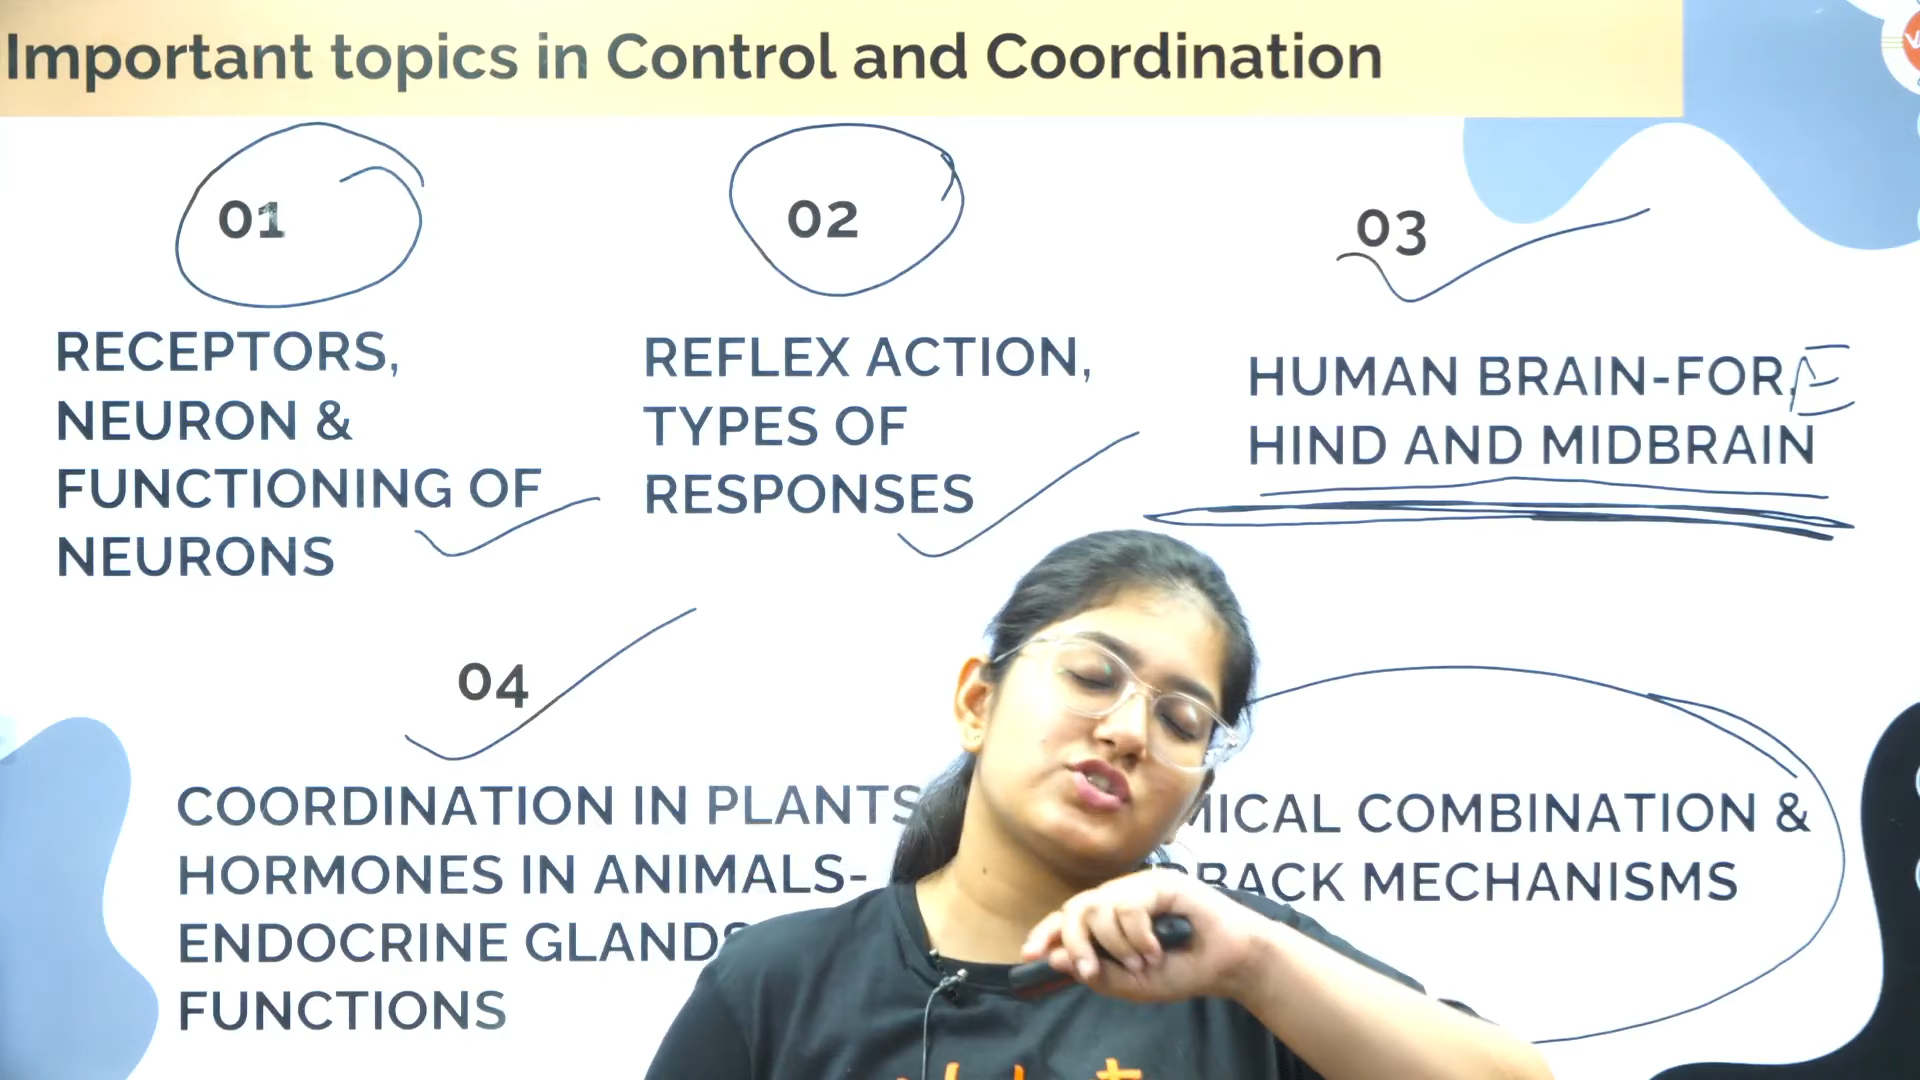 Important topics in Control and Coordination
01
RECEPTORS,
NEURON &
FUNCTIONING OF
NEURONS
02
REFLEX ACTION,
TYPES OF
RESPONSES
03
HUMAN BRAIN-FOR, E
HIND AND MIDBRAIN
04
COORDINATION IN PLANTS
HORMONES IN ANIMALS-
ENDOCRINE GLANDS
FUNCTIONS
MICAL COMBINATION &
BACK MECHANISMS